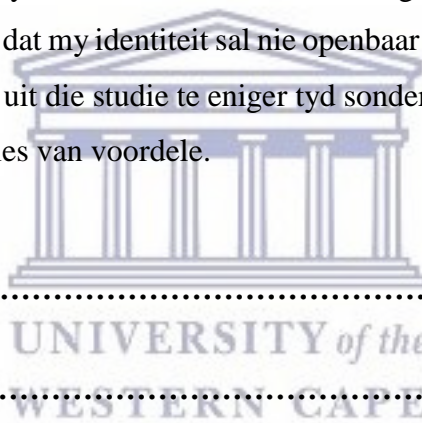 dat my identiteit sal nie openbaar
uit die studie te eniger tyd sonder
es van voordele.
UNIVERSITY of the
WESTERN CAPE